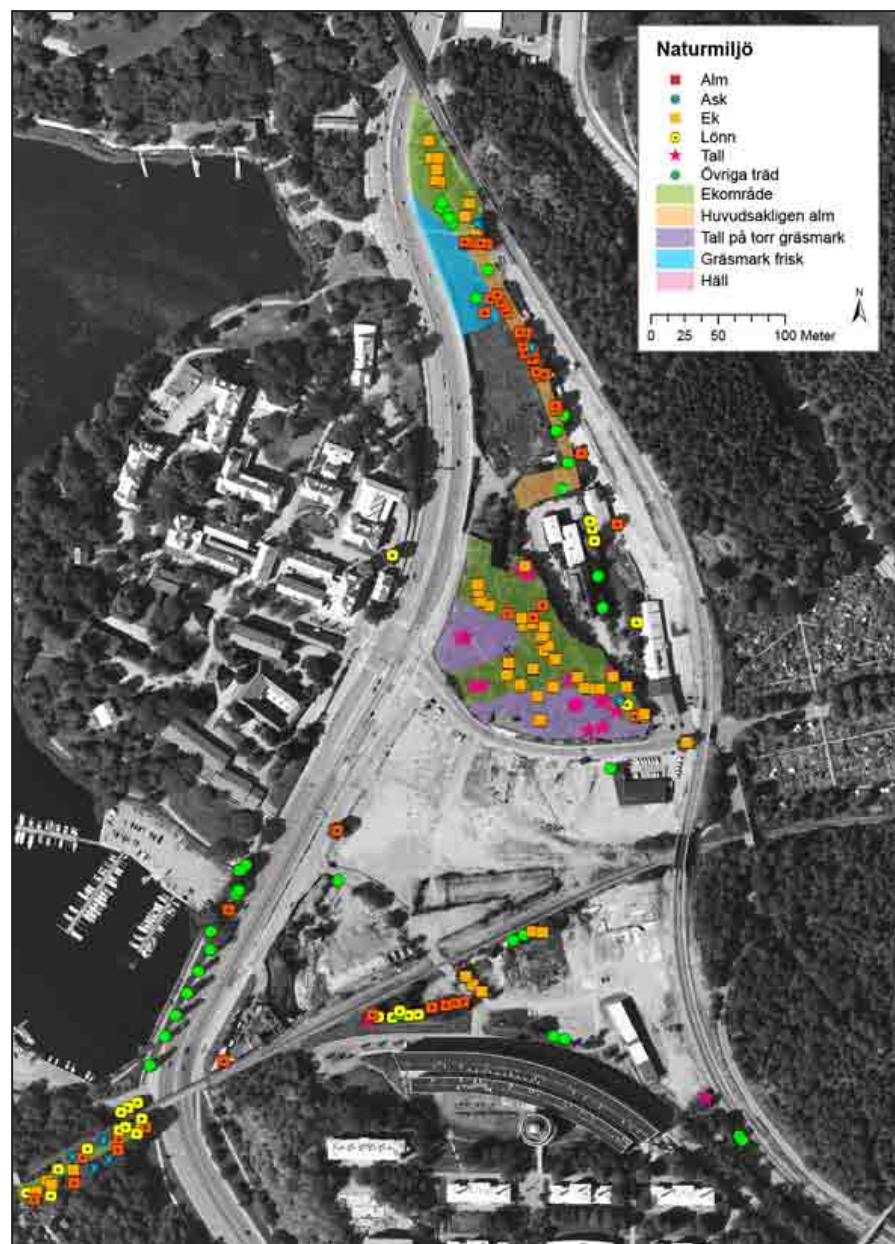 Naturmiljö
Alm
Ask
Ek
Lönn
Tall
Övriga träd
Ekområde
Huvudsakligen alm
Tall på torr gräsmark
Gräsmark frisk
Häll
N
0 25 50 100 Meter